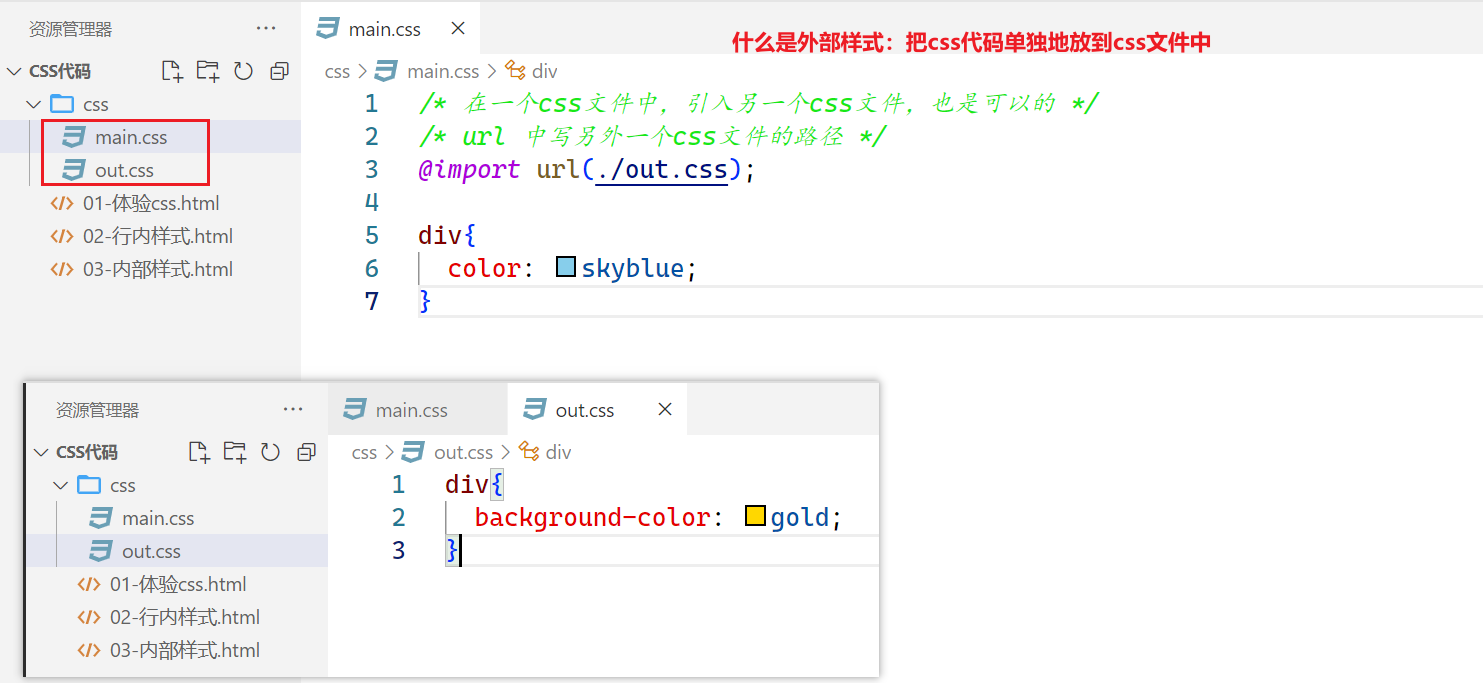 资源管理器 ···
main.css
什么是外部样式：把css代码单独地放到css文件中
CSS代码
css
main.css
out.css
01-体验css.html
02-行内样式.html
03-内部样式.html
css > main.css > div
1 /* 在一个css文件中，引入另一个css文件，也是可以的 */
2 /* url 中写另外一个css文件的路径 */
3 @import url(./out.css);
4
5 div{
6 color: skyblue;
7 }
资源管理器 ···
main.css out.css
CSS代码
css
main.css
out.css
01-体验css.html
02-行内样式.html
03-内部样式.html
css > out.css > div
1 div{
2 background-color: gold;
3 }